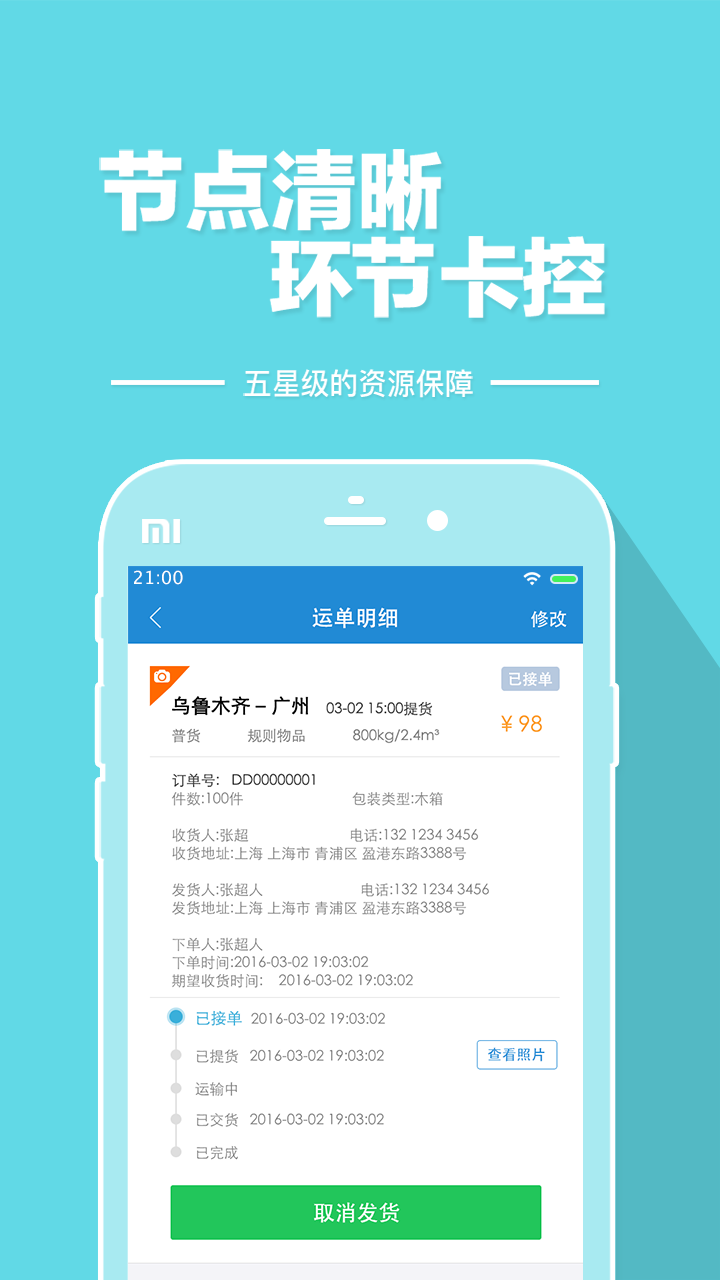 节点清晰
环节卡控
五星级的资源保障
MI
21:00
运单明细 修改
已接单
乌鲁木齐 – 广州 03-02 15:00提货
¥ 98
普货 规则物品 800kg/2.4m³
订单号: DD00000001
件数:100件 包装类型:木箱
收货人:张超 电话:132 1234 3456
收货地址:上海 上海市 青浦区 盈港东路3388号
发货人:张超人 电话:132 1234 3456
发货地址:上海 上海市 青浦区 盈港东路3388号
下单人:张超人
下单时间:2016-03-02 19:03:02
期望收货时间: 2016-03-02 19:03:02
已接单 2016-03-02 19:03:02
已提货 2016-03-02 19:03:02 查看照片
运输中
已交货 2016-03-02 19:03:02
已完成
取消发货